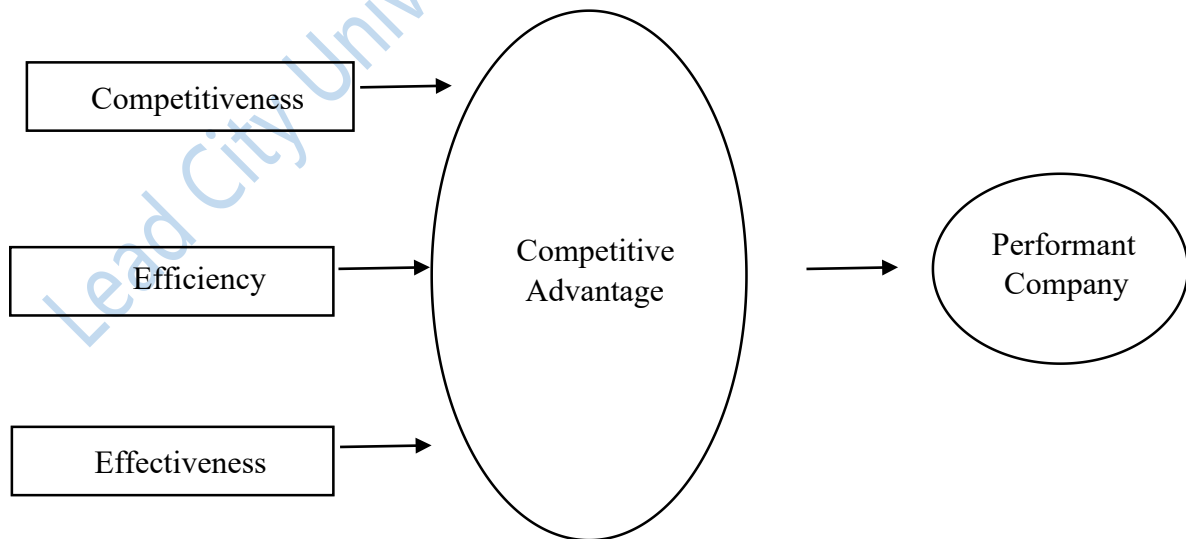 Lead City Univ
Competitiveness
Efficiency
Effectiveness
Competitive
Advantage
Performant
Company